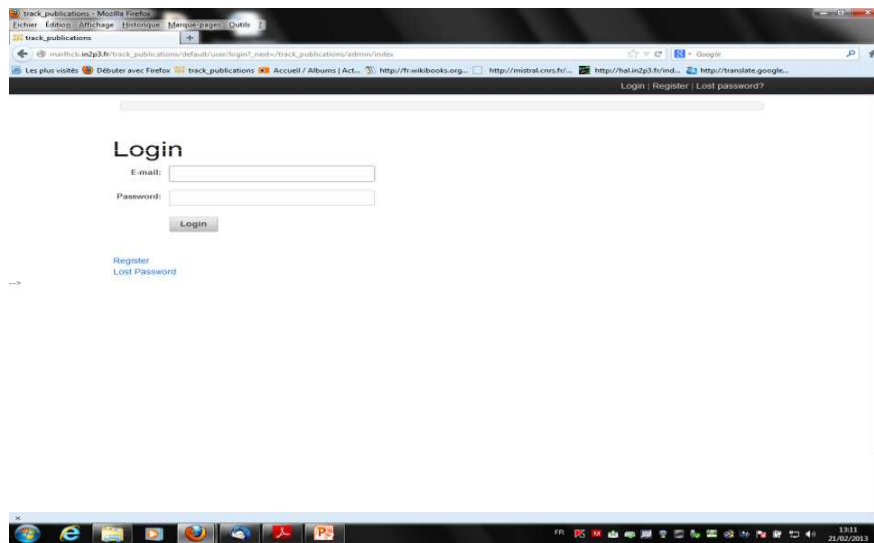 track_publications - Mozilla Firefox
Fichier Édition Affichage Historique Marque-pages Outils ?
track_publications
marthcb.in2p3.fr/track_publications/default/user/login?_next=/track_publications/admin/index
Google
Les plus visités Débuter avec Firefox track_publications Accueil / Albums | Act... http://fr.wikibooks.org... http://mistral.cnrs.fr/... http://hal.in2p3.fr/ind... http://translate.google...
Login | Register | Lost password?
Login
E-mail:
Password:
Login
Register
Lost Password
-->
FR
13:11
21/02/2013